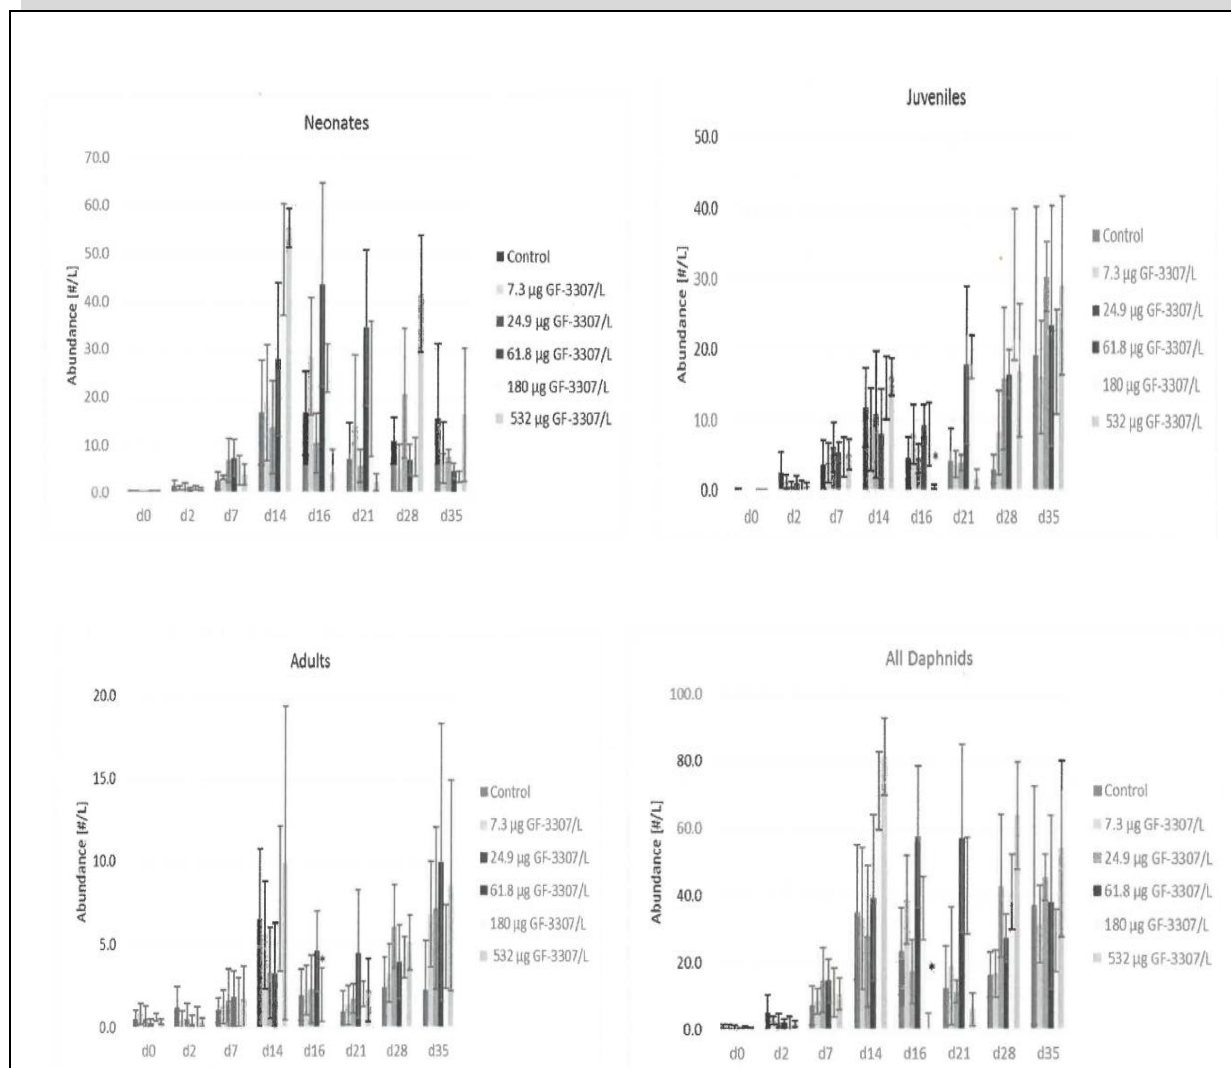 Neonates
70.0
60.0
50.0
40.0
30.0
20.0
10.0
0.0
Abundance [#/L]
d0 d2 d7 d14 d16 d21 d28 d35
Control
7.3 µg GF-3307/L
24.9 µg GF-3307/L
61.8 µg GF-3307/L
180 µg GF-3307/L
532 µg GF-3307/L
Juveniles
50.0
40.0
30.0
20.0
10.0
0.0
Abundance [#/L]
*
d0 d2 d7 d14 d16 d21 d28 d35
Control
7.3 µg GF-3307/L
24.9 µg GF-3307/L
61.8 µg GF-3307/L
180 µg GF-3307/L
532 µg GF-3307/L
Adults
20.0
15.0
10.0
5.0
0.0
Abundance [#/L]
*
d0 d2 d7 d14 d16 d21 d28 d35
Control
7.3 µg GF-3307/L
24.9 µg GF-3307/L
61.8 µg GF-3307/L
180 µg GF-3307/L
532 µg GF-3307/L
All Daphnids
100.0
80.0
60.0
40.0
20.0
0.0
Abundance [#/L]
*
d0 d2 d7 d14 d16 d21 d28 d35
Control
7.3 µg GF-3307/L
24.9 µg GF-3307/L
61.8 µg GF-3307/L
180 µg GF-3307/L
532 µg GF-3307/L